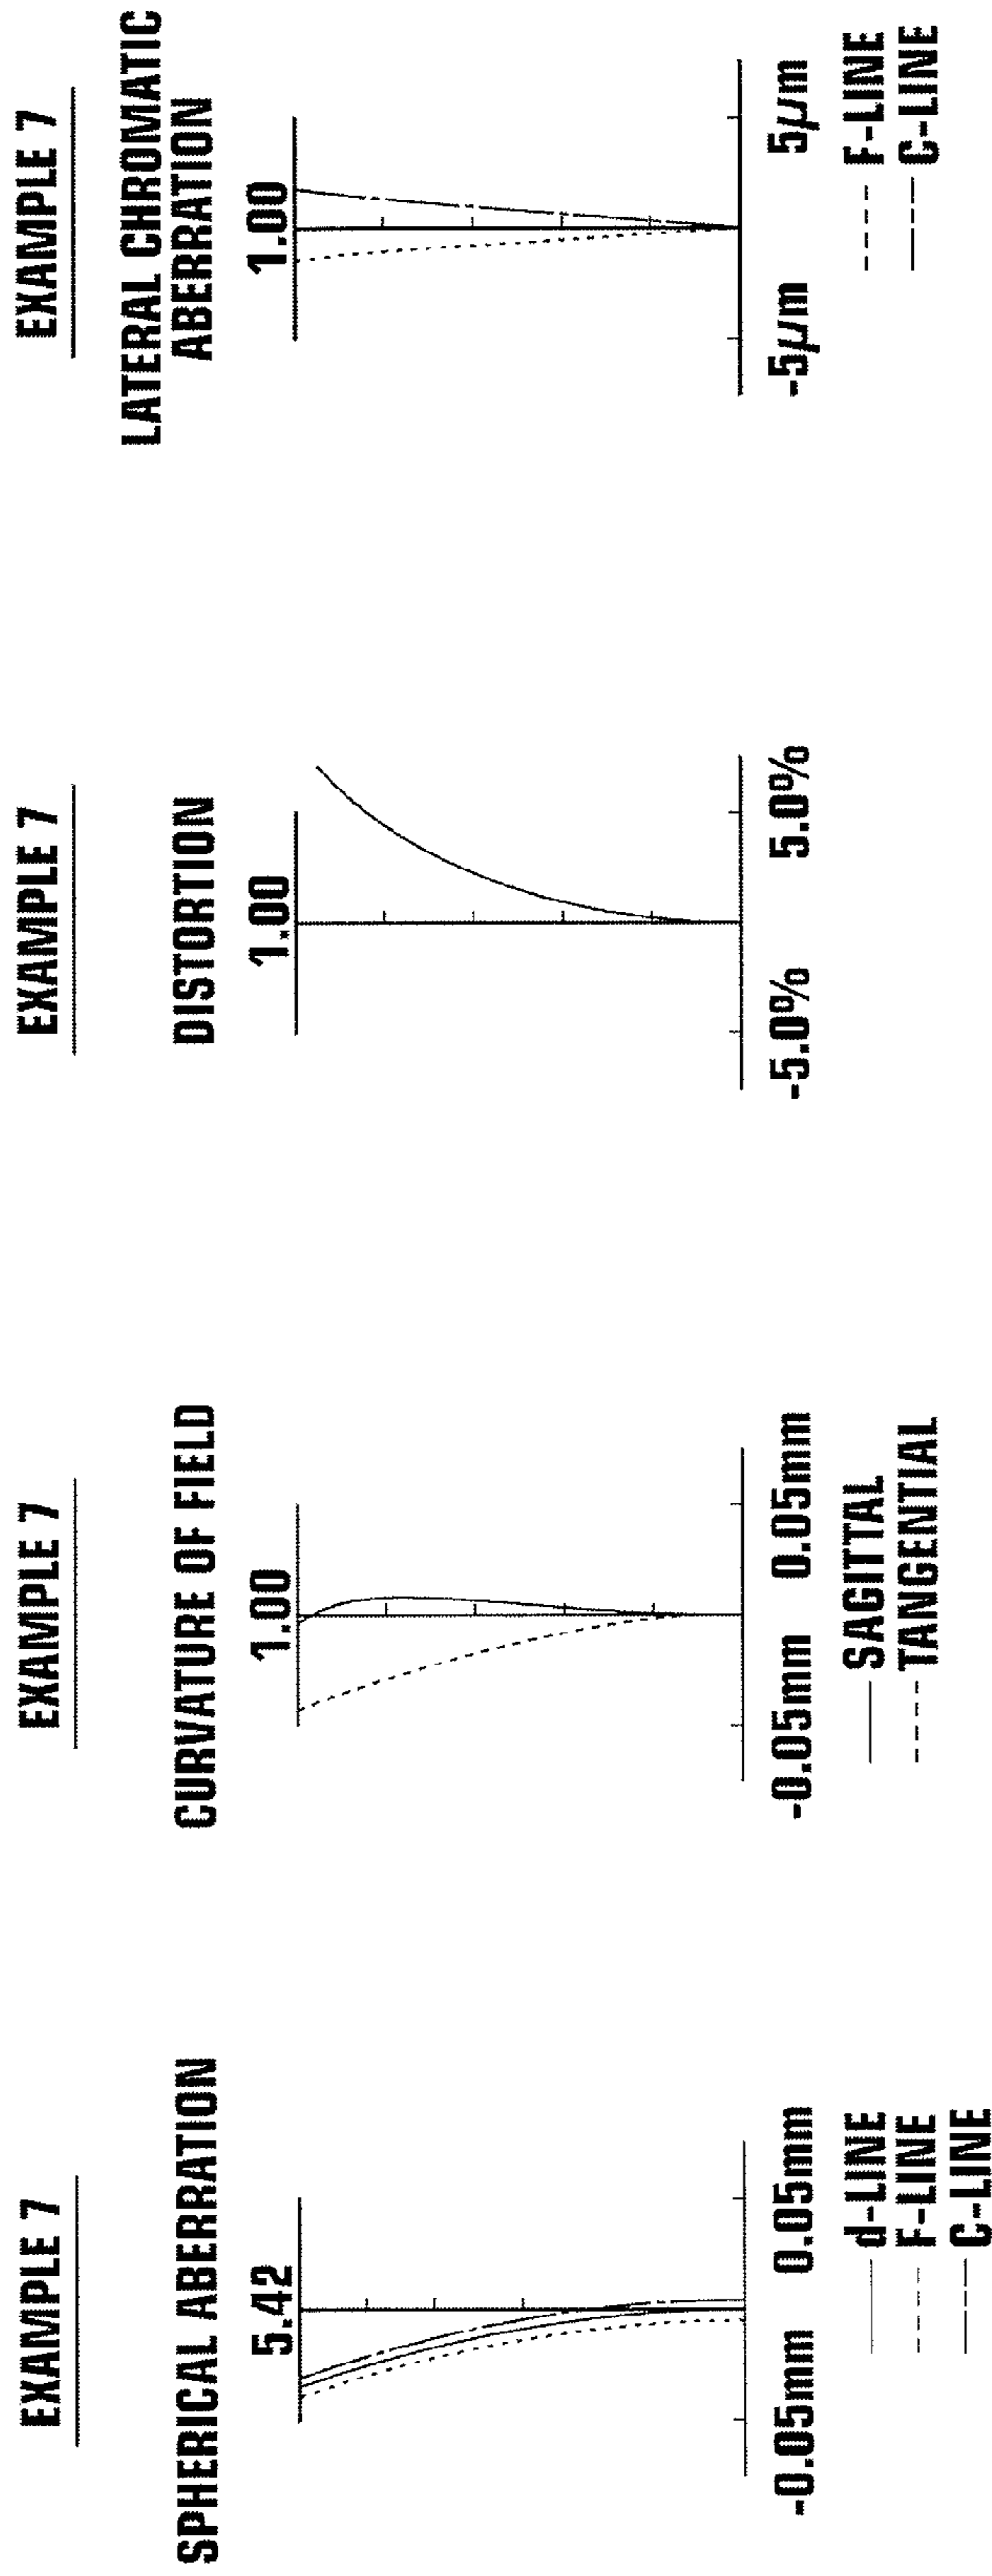 EXAMPLE 7
SPHERICAL ABERRATION
5.42
-0.05mm 0.05mm
d-LINE
F-LINE
C-LINE
EXAMPLE 7
CURVATURE OF FIELD
1.00
-0.05mm 0.05mm
SAGITTAL
TANGENTIAL
EXAMPLE 7
DISTORTION
1.00
-5.0% 5.0%
EXAMPLE 7
LATERAL CHROMATIC
ABERRATION
1.00
-5μm 5μm
F-LINE
C-LINE